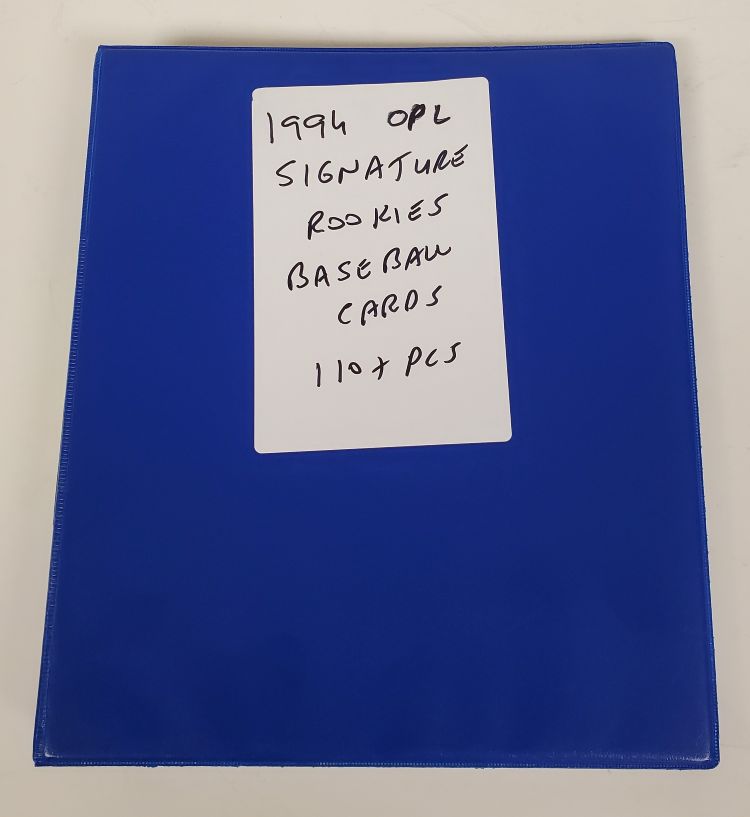 1994 OPL
SIGNATURE
ROOKIES
BASEBALL
CARDS
110+ PCS